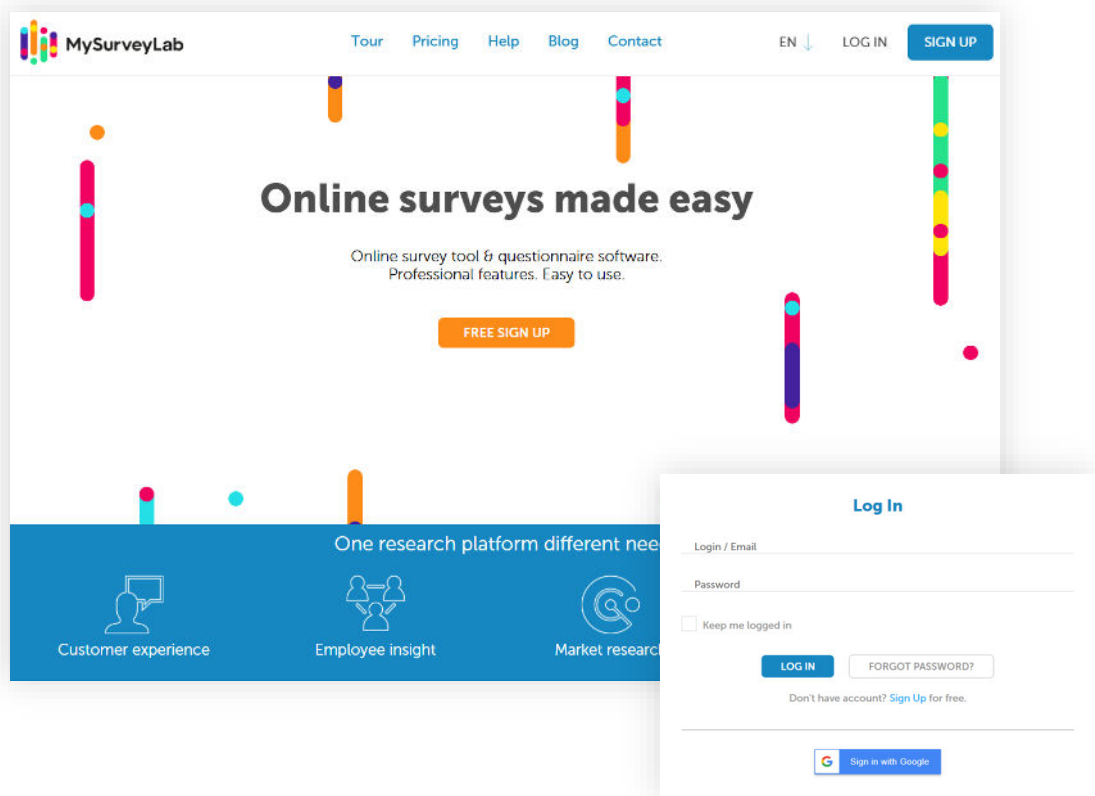 MySurveyLab
Tour Pricing Help Blog Contact EN LOG IN SIGN UP
Online surveys made easy
Online survey tool & questionnaire software.
Professional features. Easy to use.
FREE SIGN UP
One research platform different nee
Customer experience Employee insight Market research
Log In
Login / Email
Password
Keep me logged in
LOG IN FORGOT PASSWORD?
Don't have account? Sign Up for free.
G Sign in with Google